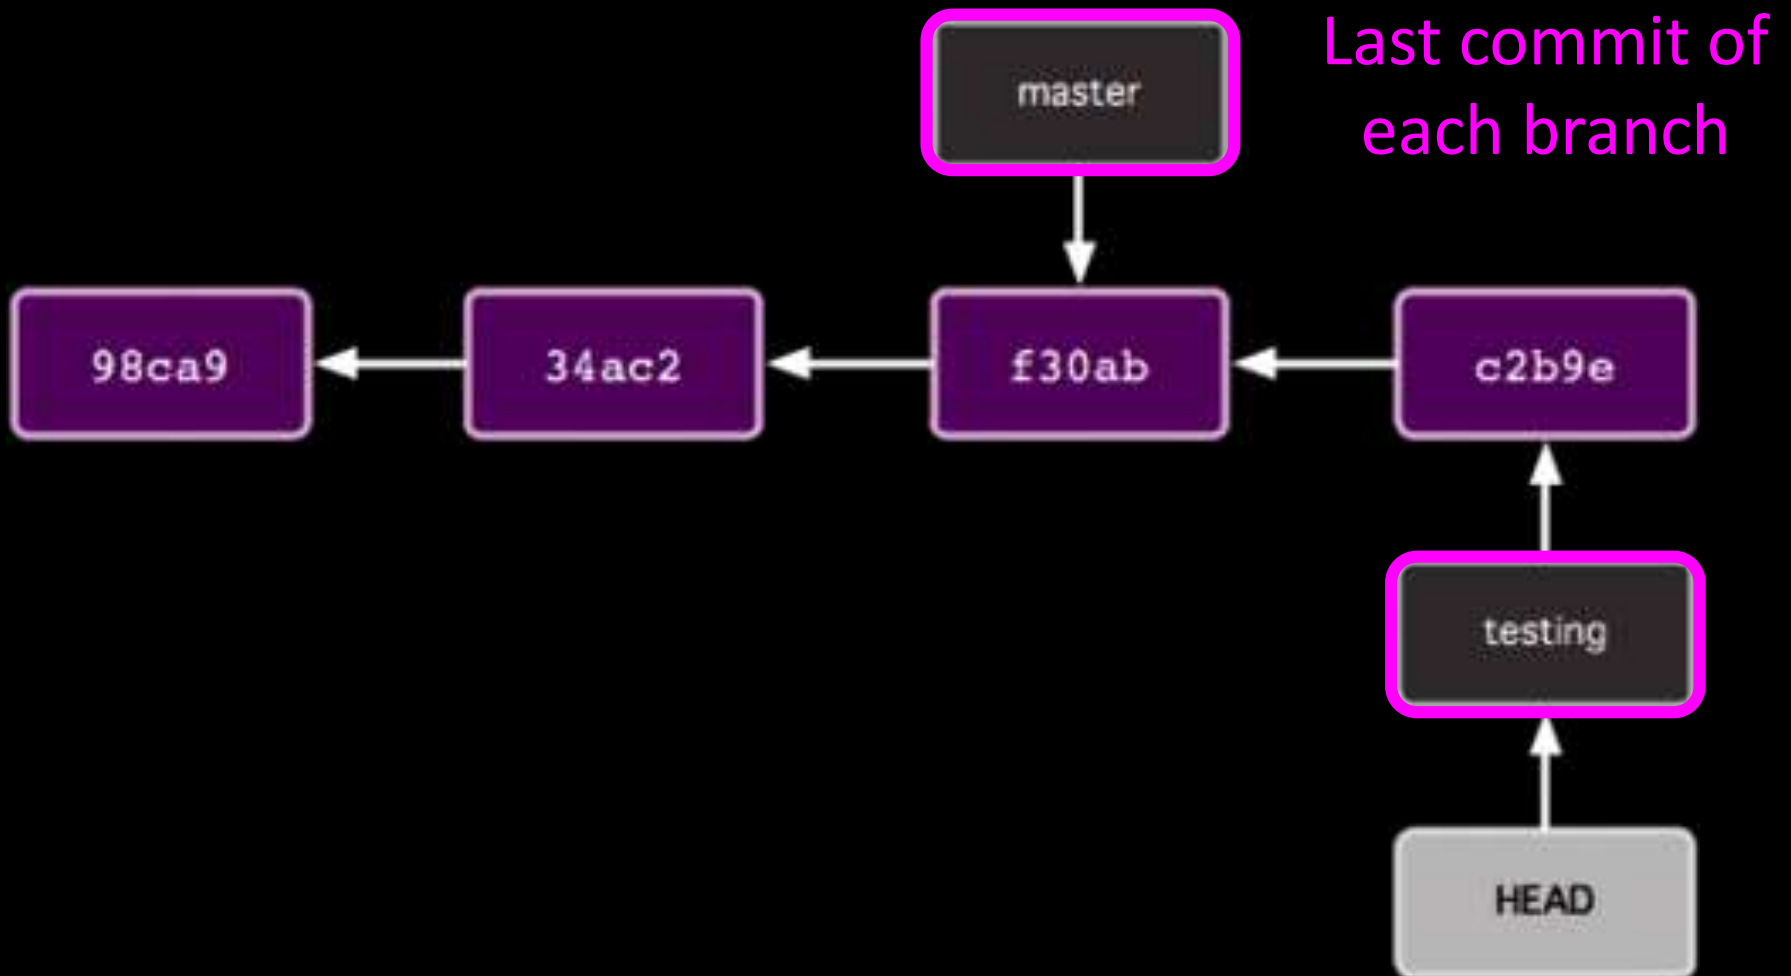 Last commit of
each branch
master
98ca9
34ac2
f30ab
c2b9e
testing
HEAD